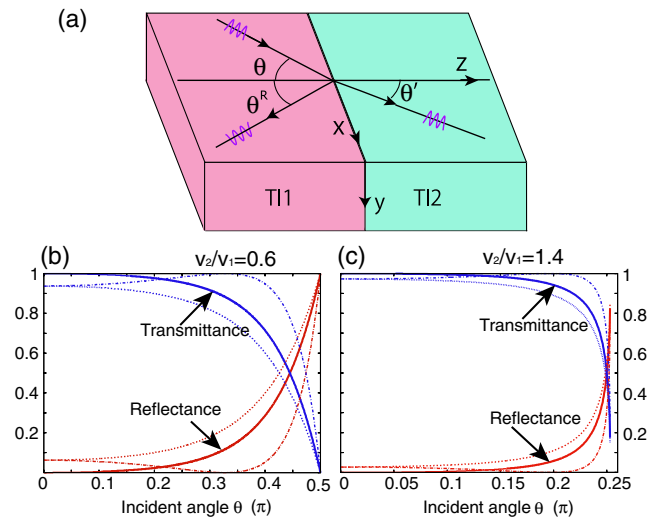 (a)
θ
θᴿ
θ'
Z
X
y
TI1
TI2
(b)
v₂/v₁=0.6
(c)
v₂/v₁=1.4
1
0.8
0.6
0.4
0.2
Transmittance
Reflectance
0 0.1 0.2 0.3 0.4 0.5
Incident angle θ (π)
Transmittance
Reflectance
1
0.8
0.6
0.4
0.2
0 0.05 0.1 0.15 0.2 0.25
Incident angle θ (π)